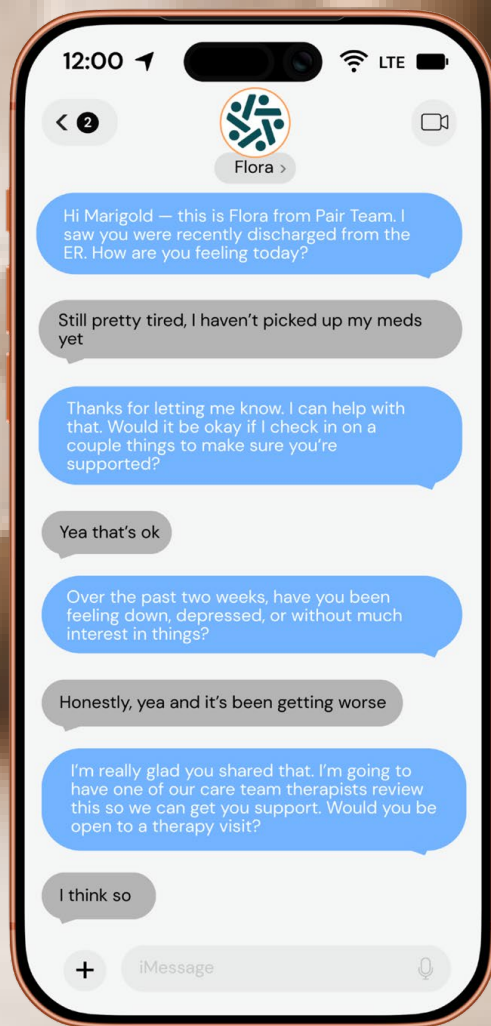 12:00
LTE
2
Flora >
Hi Marigold — this is Flora from Pair Team. I
saw you were recently discharged from the
ER. How are you feeling today?
Still pretty tired, I haven’t picked up my meds
yet
Thanks for letting me know. I can help with
that. Would it be okay if I check in on a
couple things to make sure you’re
supported?
Yea that’s ok
Over the past two weeks, have you been
feeling down, depressed, or without much
interest in things?
Honestly, yea and it’s been getting worse
I’m really glad you shared that. I’m going to
have one of our care team therapists review
this so we can get you support. Would you be
open to a therapy visit?
I think so
iMessage